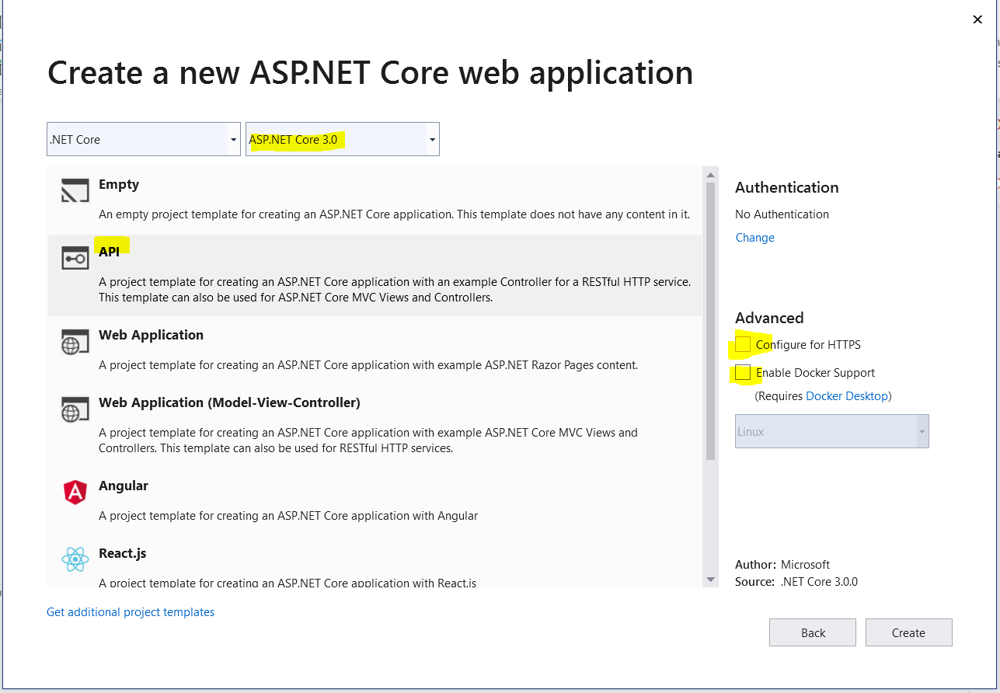 Create a new ASP.NET Core web application
.NET Core
ASP.NET Core 3.0
Empty
An empty project template for creating an ASP.NET Core application. This template does not have any content in it.
API
A project template for creating an ASP.NET Core application with an example Controller for a RESTful HTTP service.
This template can also be used for ASP.NET Core MVC Views and Controllers.
Web Application
A project template for creating an ASP.NET Core application with example ASP.NET Razor Pages content.
Web Application (Model-View-Controller)
A project template for creating an ASP.NET Core application with example ASP.NET Core MVC Views and
Controllers. This template can also be used for RESTful HTTP services.
Angular
A project template for creating an ASP.NET Core application with Angular
React.js
A project template for creating an ASP.NET Core application with React.js
Get additional project templates
Authentication
No Authentication
Change
Advanced
Configure for HTTPS
Enable Docker Support
(Requires Docker Desktop)
Linux
Author: Microsoft
Source: .NET Core 3.0.0
Back
Create